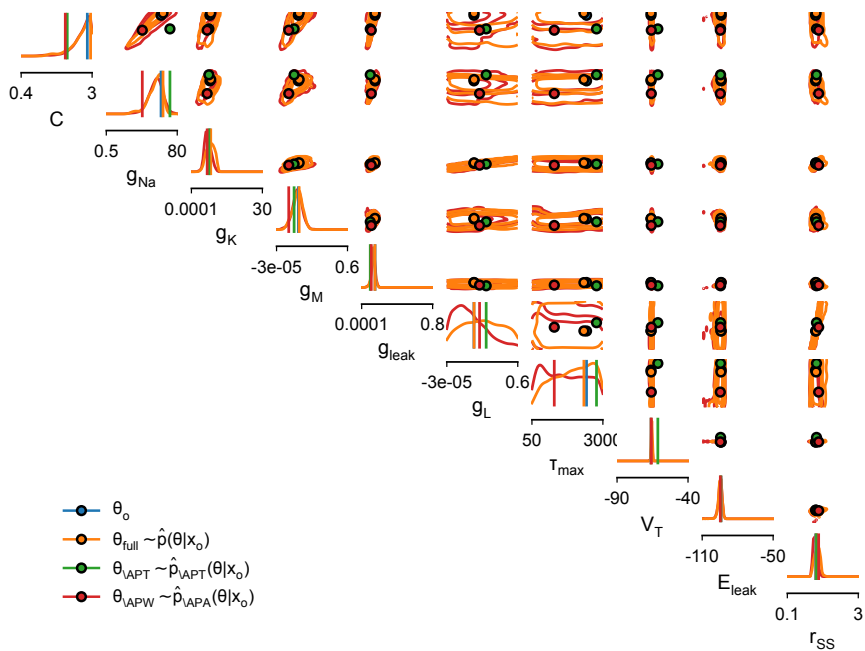 0.4 3
C
0.5 80
g_Na
0.0001 30
g_K
-3e-05 0.6
g_M
0.0001 0.8
g_leak
-3e-05 0.6
g_L
50 3000
τ_max
-90 -40
V_T
-110 -50
E_leak
0.1 3
r_SS
θ_o
θ_full ~ p̂(θ|x_o)
θ_\APT ~ p̂_\APT(θ|x_o)
θ_\APW ~ p̂_\APA(θ|x_o)